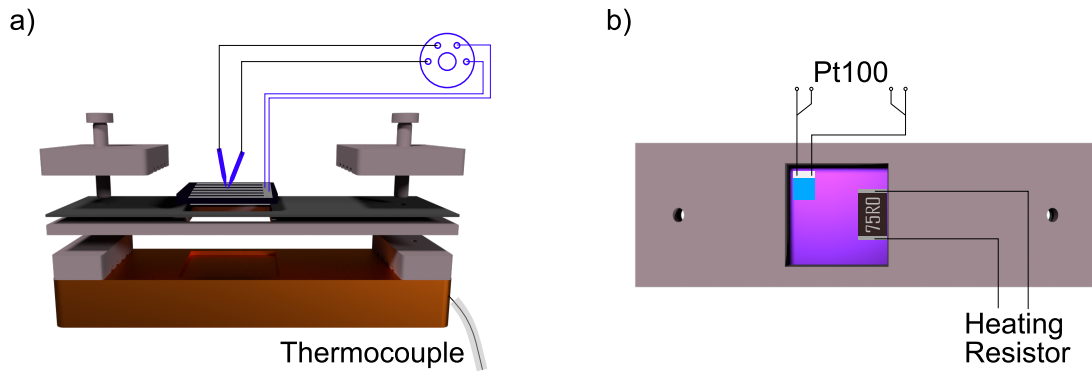 a)
Thermocouple
b)
Pt100
75R0
Heating
Resistor